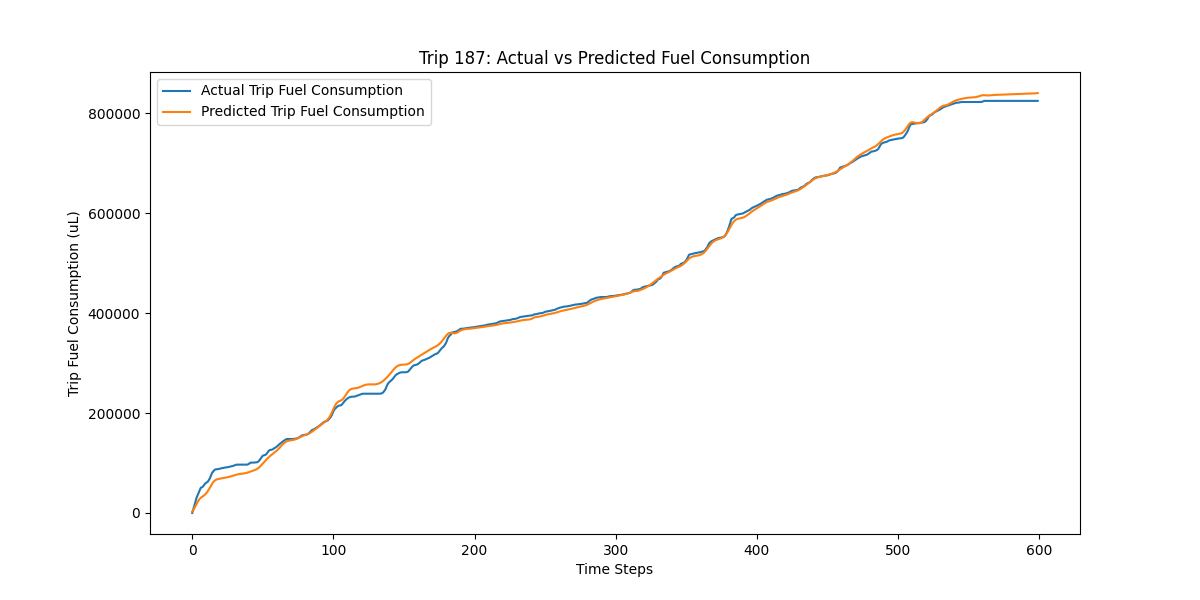 Trip 187: Actual vs Predicted Fuel Consumption
Actual Trip Fuel Consumption
Predicted Trip Fuel Consumption
Trip Fuel Consumption (uL)
800000
600000
400000
200000
0
0 100 200 300 400 500 600
Time Steps